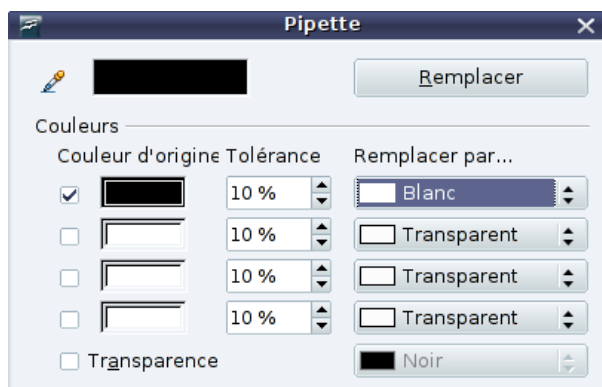 Pipette
Remplacer
Couleurs
Couleur d'origine Tolérance Remplacer par...
10 % Blanc
10 % Transparent
10 % Transparent
10 % Transparent
Transparence Noir